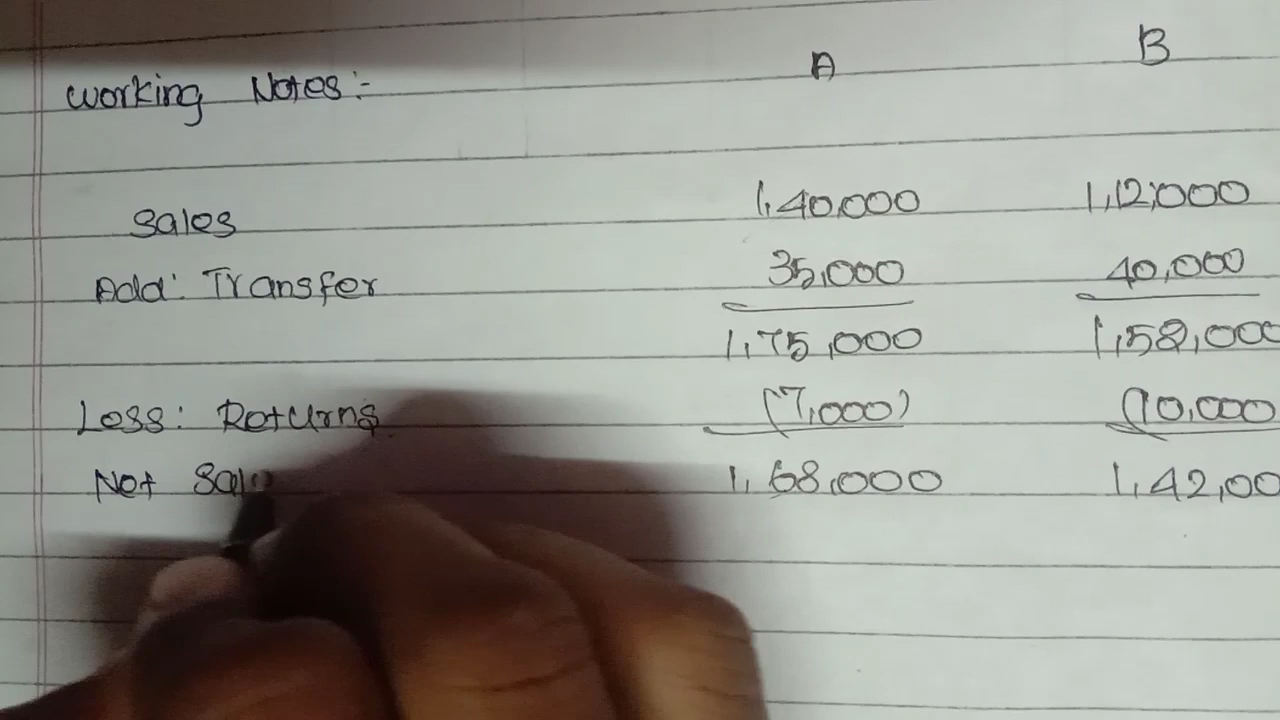 A B
Working Notes:-
Sales 1,40,000 1,12,000
Add: Transfer 35,000 40,000
1,75,000 1,52,000
Less: Returns (7,000) (10,000
Net Sale 1,68,000 1,42,00